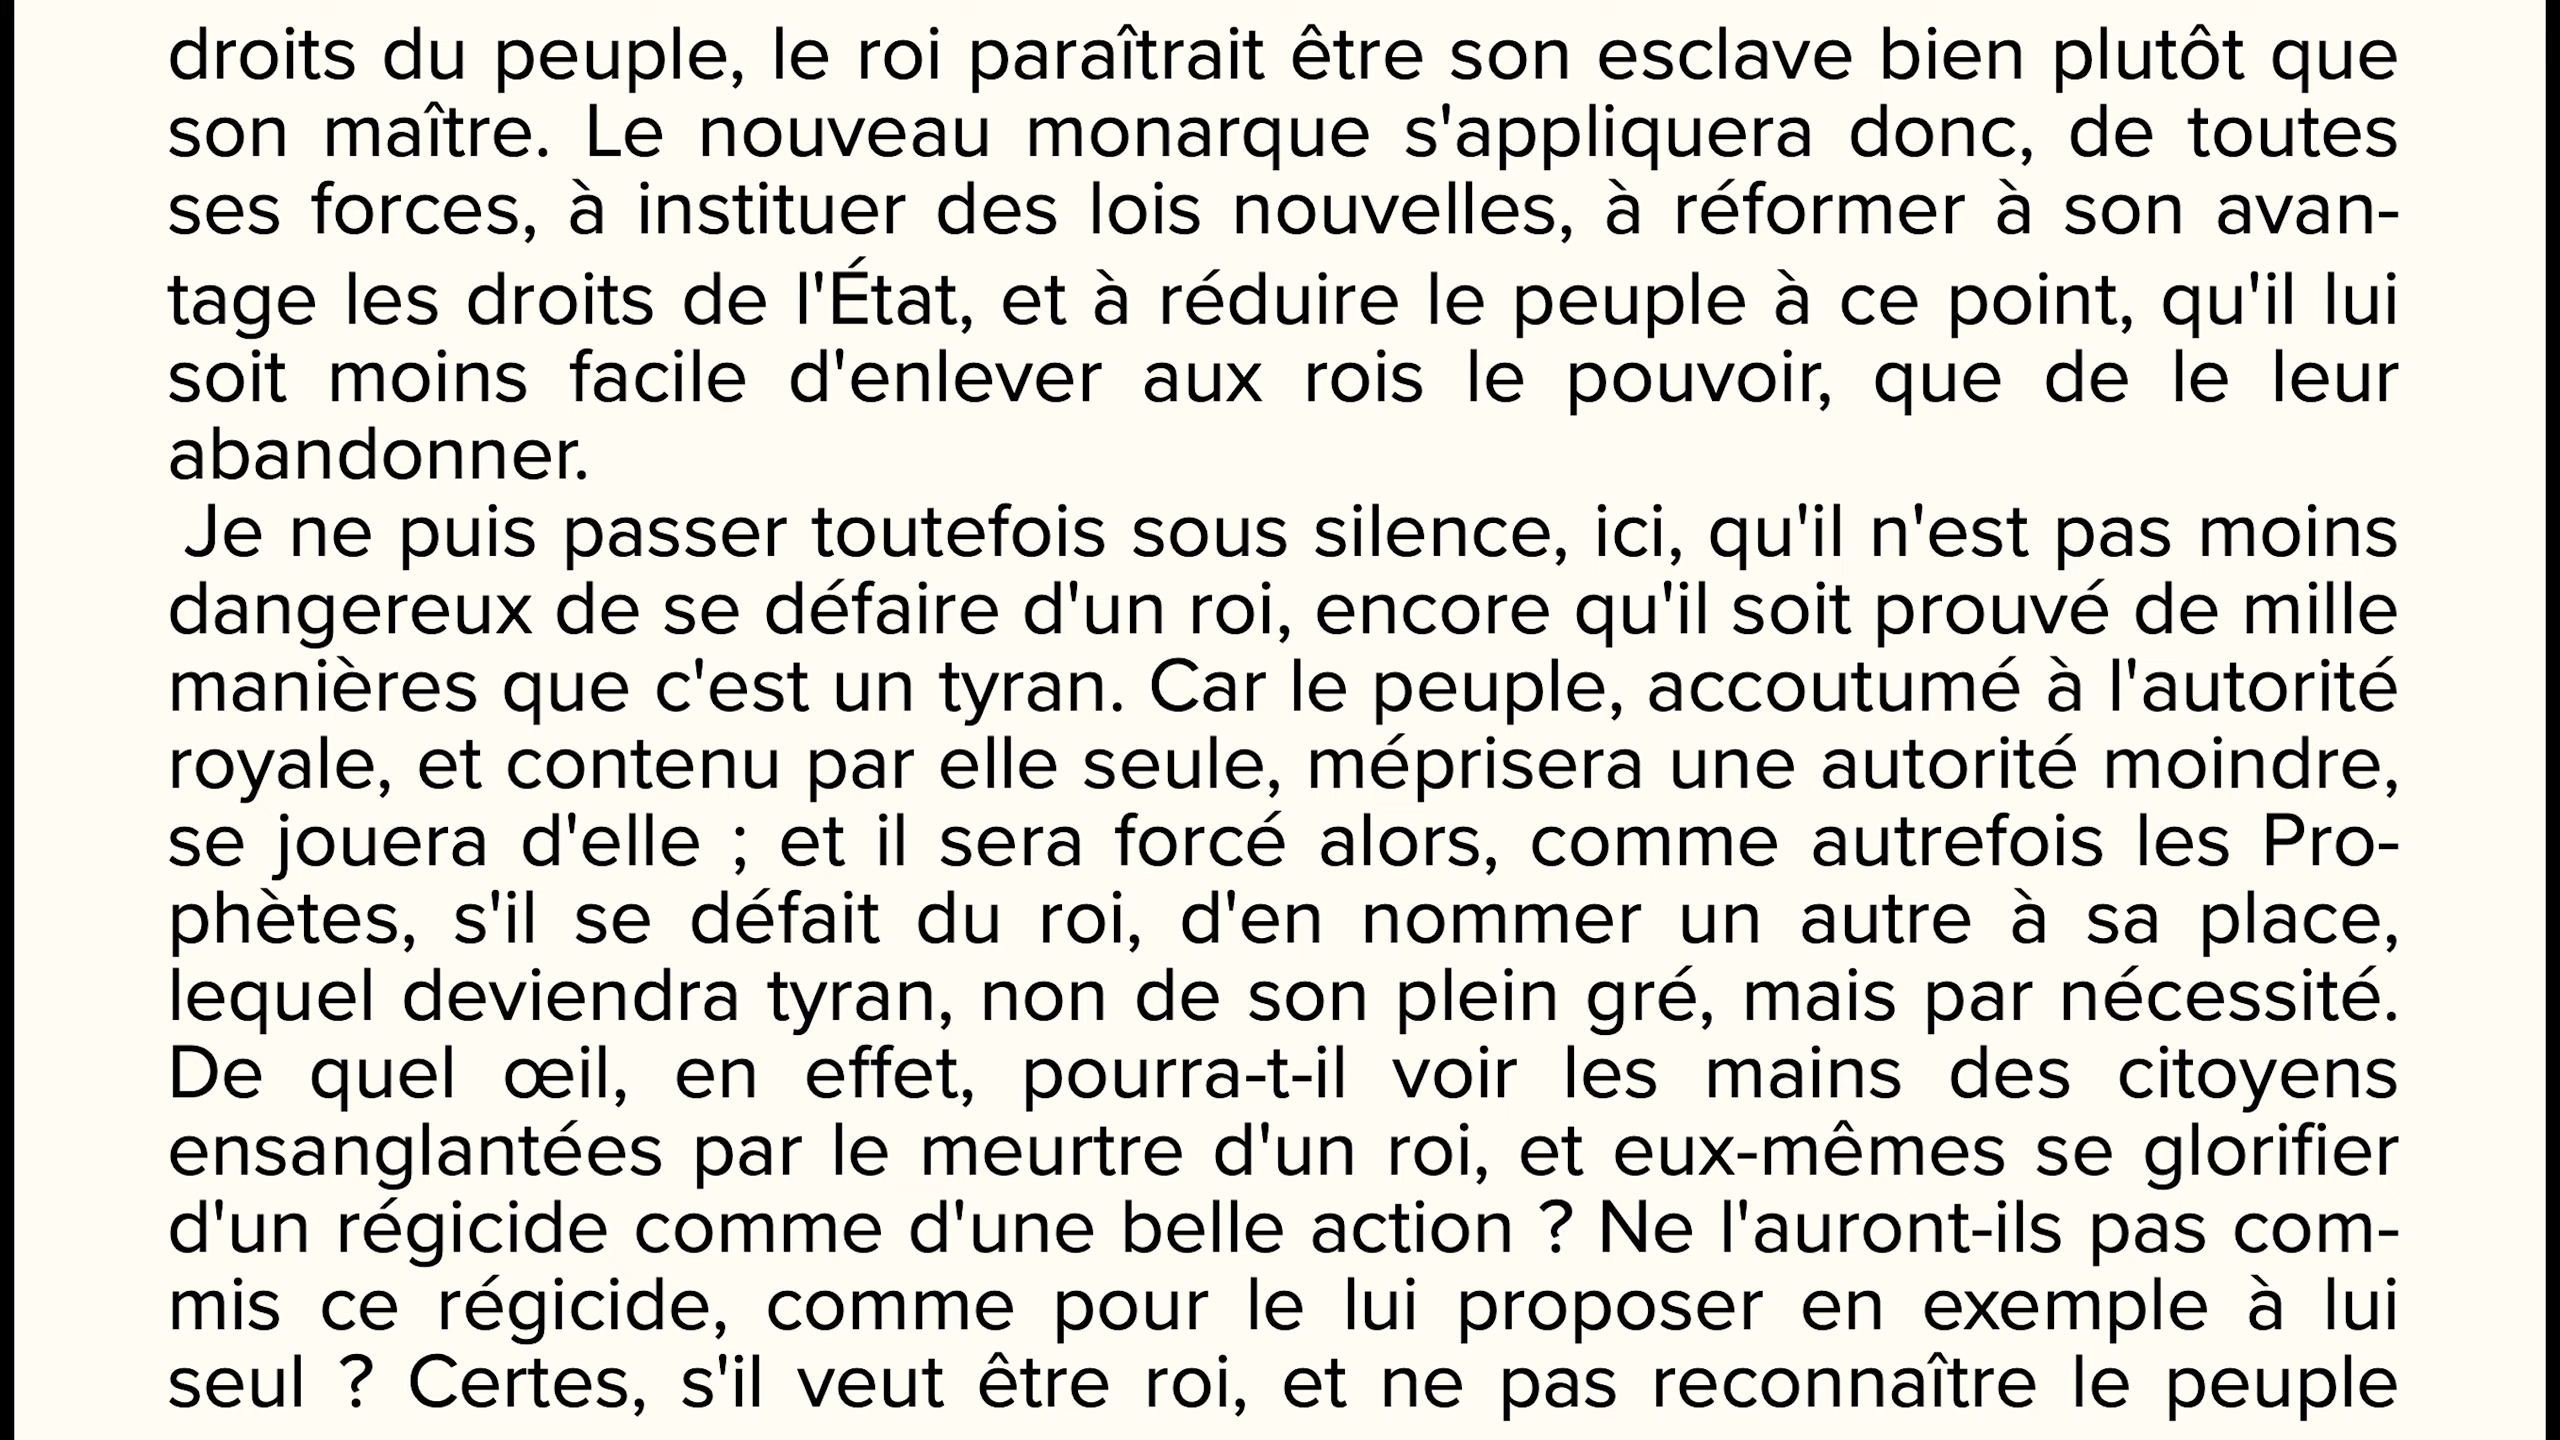 droits du peuple, le roi paraîtrait être son esclave bien plutôt que
son maître. Le nouveau monarque s'appliquera donc, de toutes
ses forces, à instituer des lois nouvelles, à réformer à son avan-
tage les droits de l'État, et à réduire le peuple à ce point, qu'il lui
soit moins facile d'enlever aux rois le pouvoir, que de le leur
abandonner.
Je ne puis passer toutefois sous silence, ici, qu'il n'est pas moins
dangereux de se défaire d'un roi, encore qu'il soit prouvé de mille
manières que c'est un tyran. Car le peuple, accoutumé à l'autorité
royale, et contenu par elle seule, méprisera une autorité moindre,
se jouera d'elle ; et il sera forcé alors, comme autrefois les Pro-
phètes, s'il se défait du roi, d'en nommer un autre à sa place,
lequel deviendra tyran, non de son plein gré, mais par nécessité.
De quel œil, en effet, pourra-t-il voir les mains des citoyens
ensanglantées par le meurtre d'un roi, et eux-mêmes se glorifier
d'un régicide comme d'une belle action ? Ne l'auront-ils pas com-
mis ce régicide, comme pour le lui proposer en exemple à lui
seul ? Certes, s'il veut être roi, et ne pas reconnaître le peuple